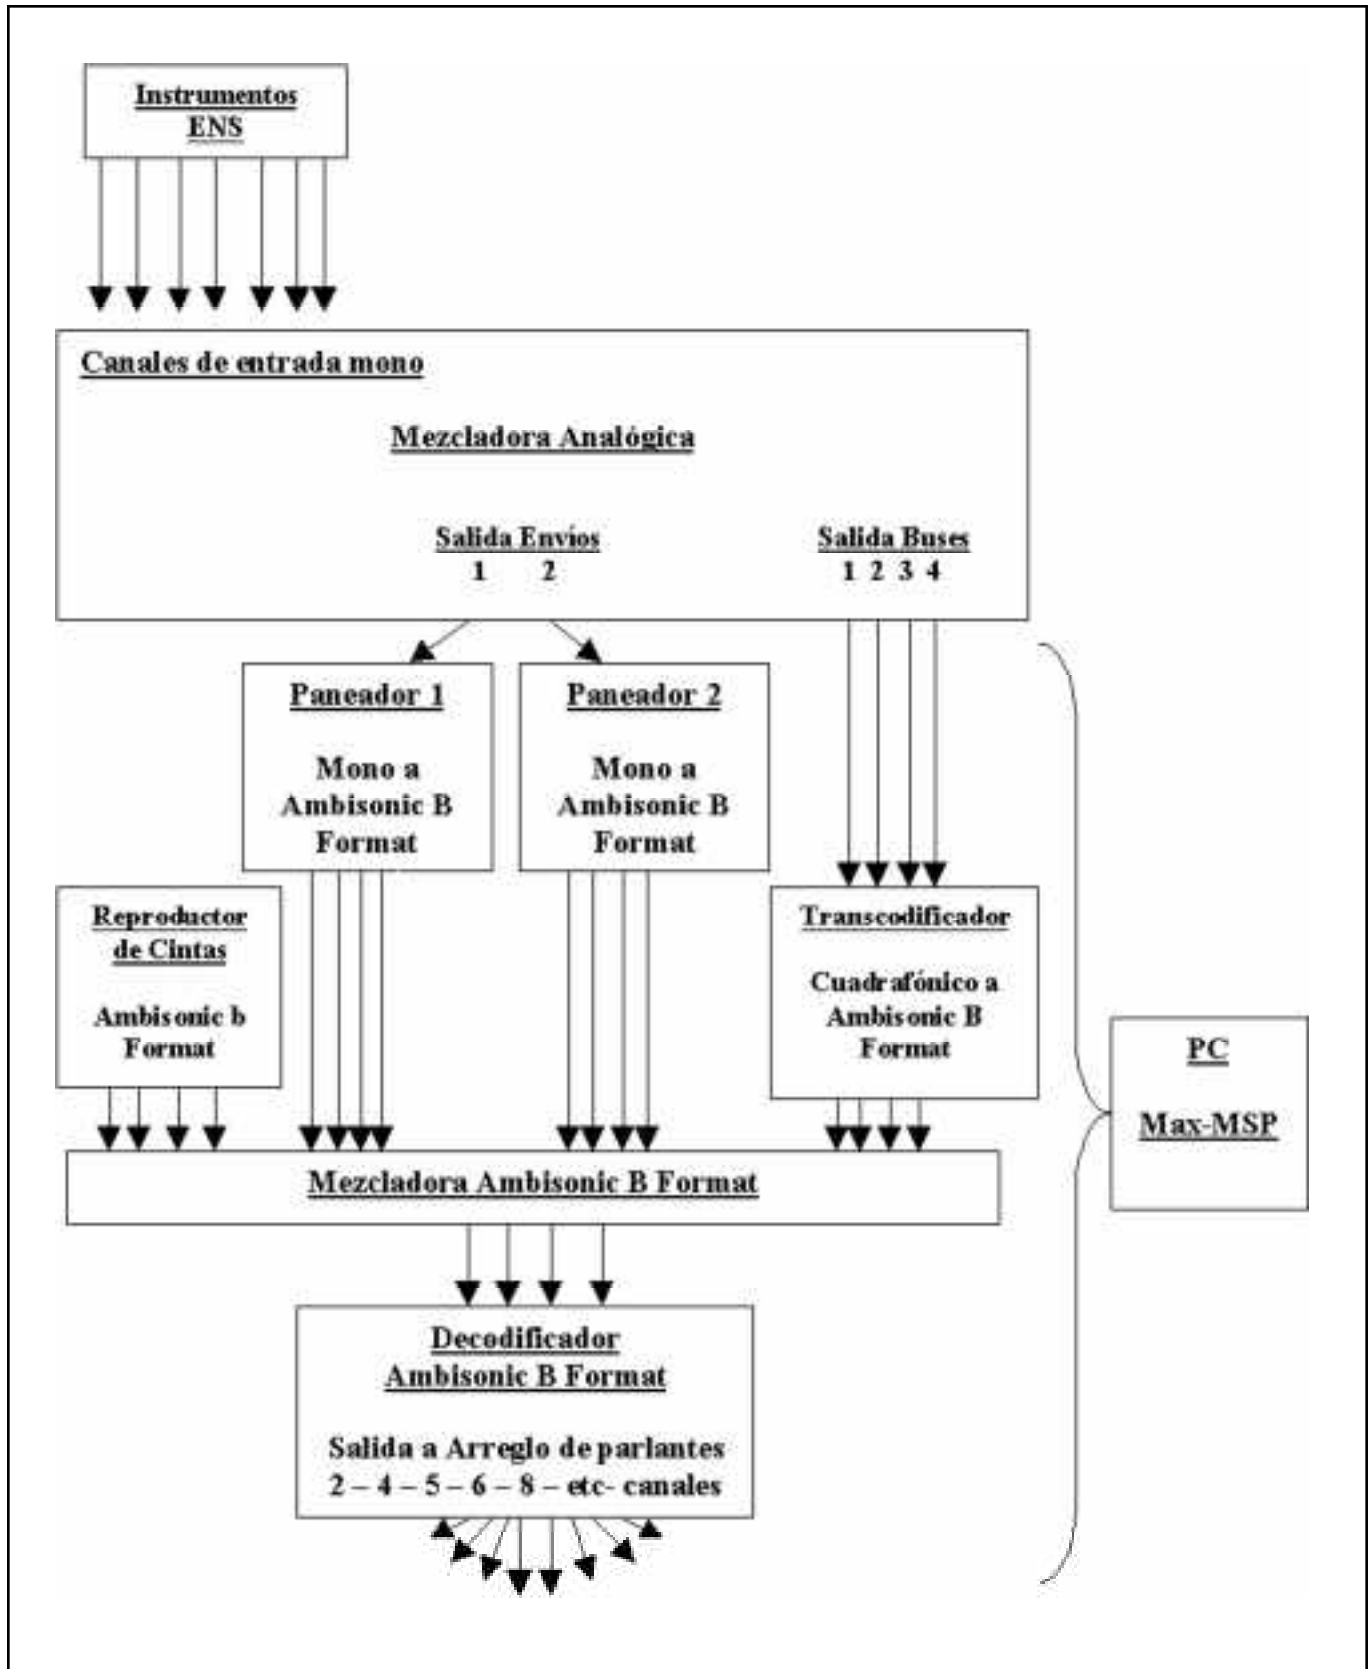 Instrumentos
ENS
Canales de entrada mono
Mezcladora Analógica
Salida Envíos
1 2
Salida Buses
1 2 3 4
Paneador 1
Mono a
Ambisonic B
Format
Paneador 2
Mono a
Ambisonic B
Format
Reproductor
de Cintas
Ambisonic b
Format
Transcodificador
Cuadrafónico a
Ambisonic B
Format
PC
Max-MSP
Mezcladora Ambisonic B Format
Decodificador
Ambisonic B Format
Salida a Arreglo de parlantes
2 – 4 – 5 – 6 – 8 – etc- canales